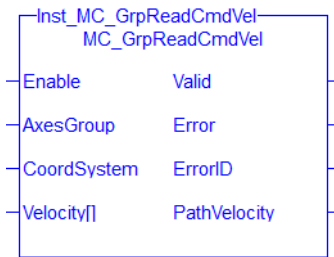 Inst_MC_GrpReadCmdVel
MC_GrpReadCmdVel
Enable Valid
AxesGroup Error
CoordSystem ErrorID
Velocity[] PathVelocity